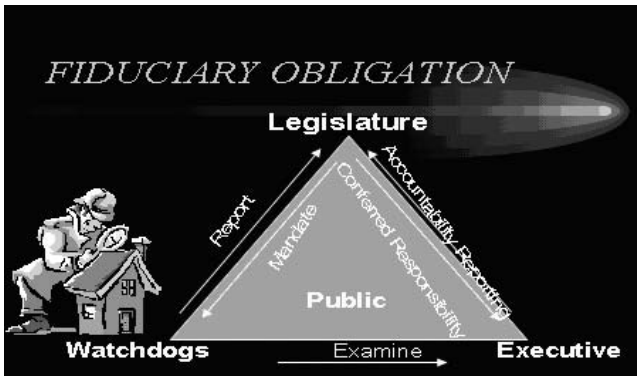 FIDUCIARY OBLIGATION
Legislature
Report
Mandate
Conferred Responsibility
Accountability Reporting
Public
Watchdogs
Examine
Executive